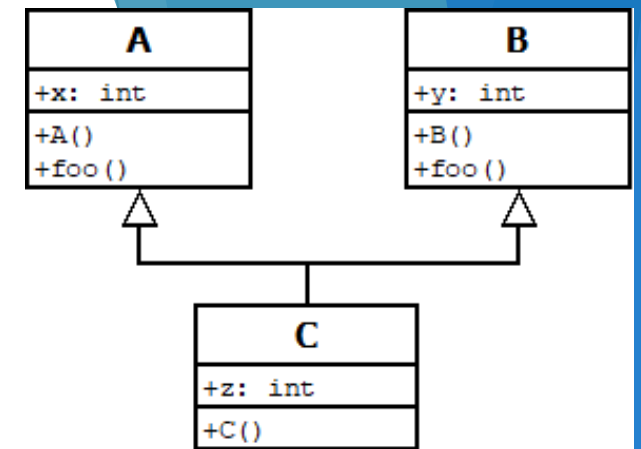 A
+x: int
+A()
+foo()
B
+y: int
+B()
+foo()
C
+z: int
+C()